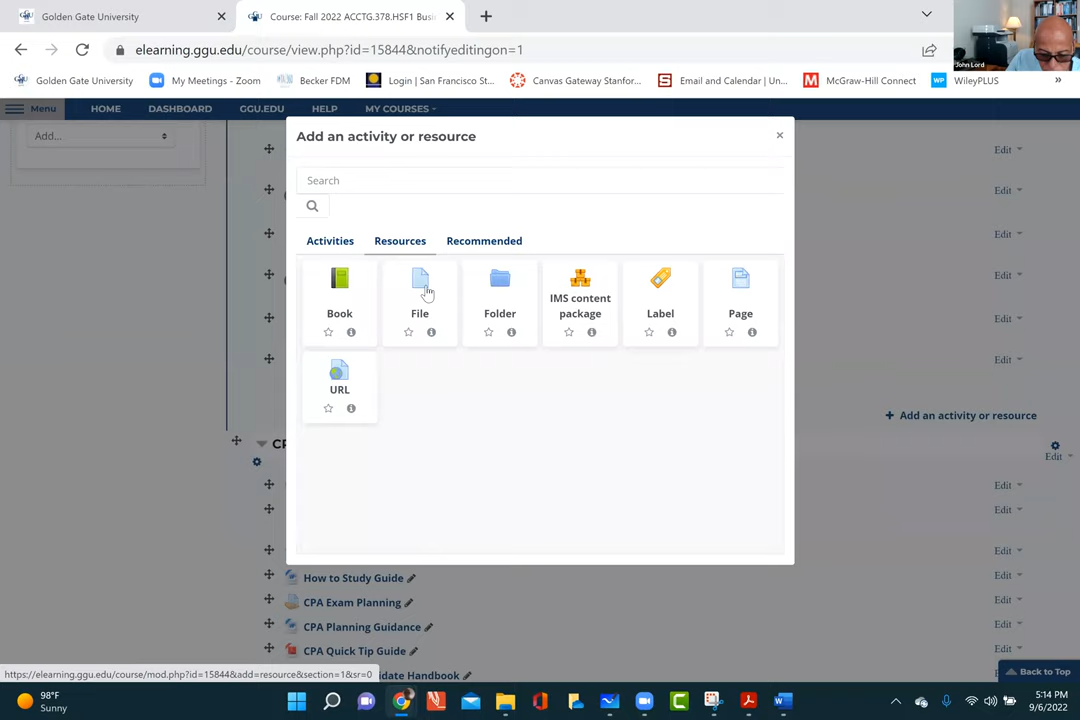 Golden Gate University
Course: Fall 2022 ACCTG.378.HSF1 Busi
elearning.ggu.edu/course/view.php?id=15844&notifyeditingon=1
John Lord
Golden Gate University
My Meetings - Zoom
Becker FDM
Login | San Francisco St...
Canvas Gateway Stanfor...
Email and Calendar | Un...
McGraw-Hill Connect
WileyPLUS
»
Menu
HOME
DASHBOARD
GGU.EDU
HELP
MY COURSES
Add...
Add an activity or resource
×
Search
Activities
Resources
Recommended
Book
File
Folder
IMS content
package
Label
Page
URL
Edit
Edit
Edit
Edit
Edit
Edit
+ Add an activity or resource
CP
Edit
Edit
Edit
Edit
How to Study Guide
Edit
CPA Exam Planning
Edit
CPA Planning Guidance
Edit
CPA Quick Tip Guide
Edit
idate Handbook
Back to Top
https://elearning.ggu.edu/course/mod.php?id=15844&add=resource&section=1&sr=0
98°F
Sunny
5:14 PM
9/6/2022